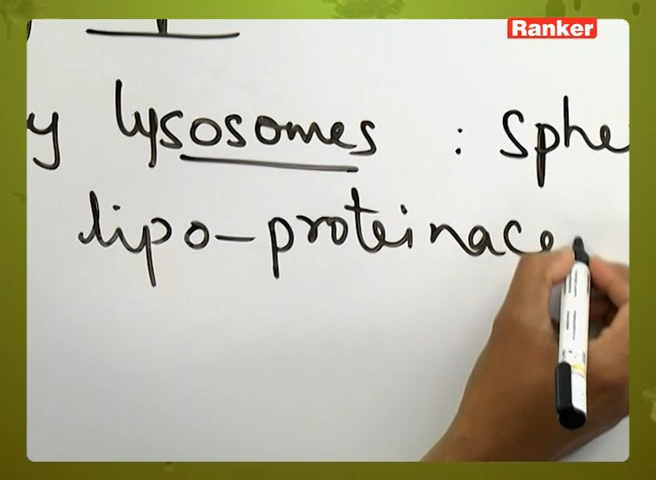 Ranker
y lysosomes : sphe
lipo-proteinace